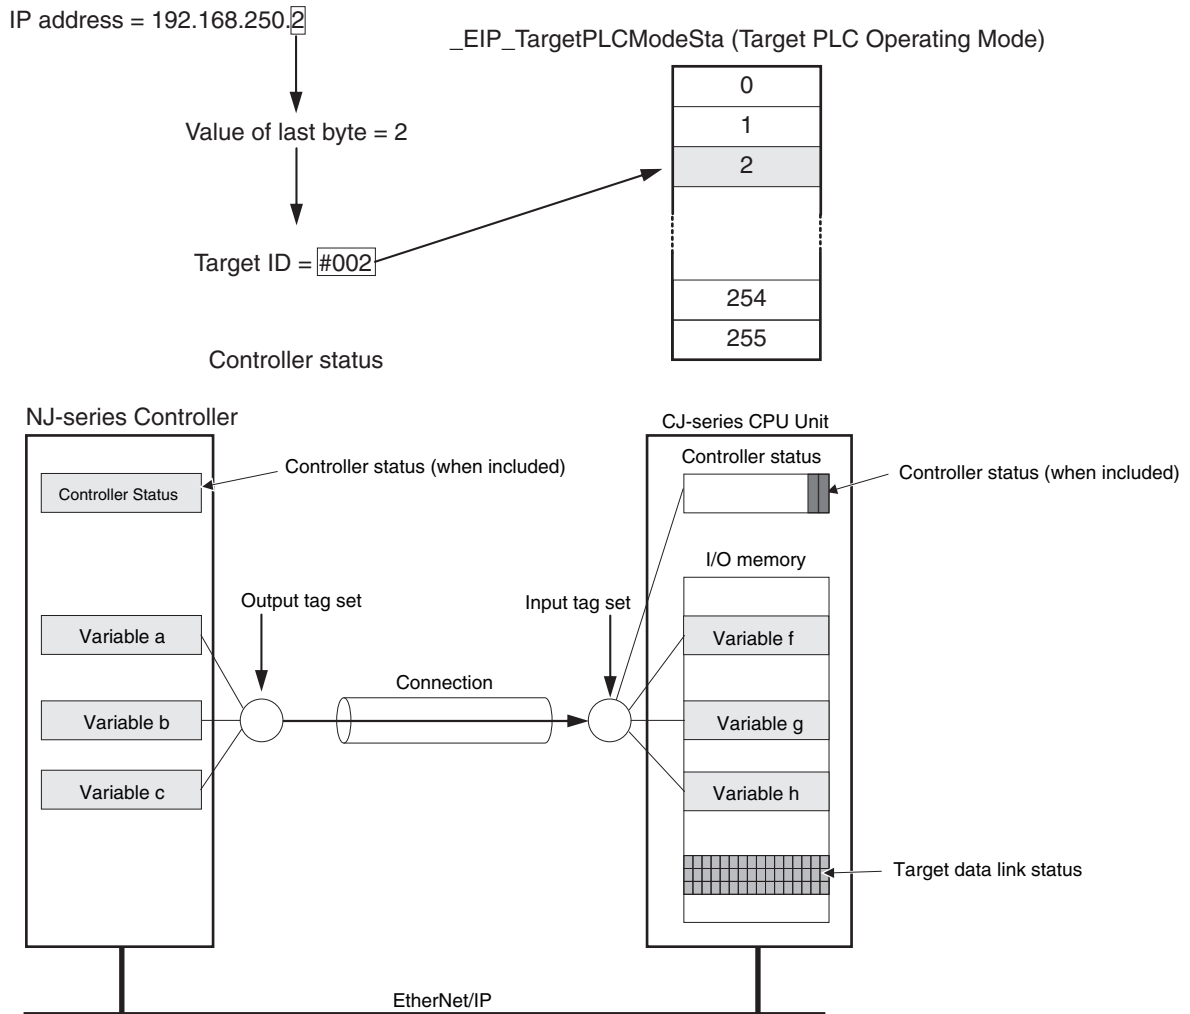 IP address = 192.168.250.2
_EIP_TargetPLCModeSta (Target PLC Operating Mode)
0
1
2
254
255
Value of last byte = 2
Target ID = #002
Controller status
NJ-series Controller
Controller Status
Controller status (when included)
Variable a
Variable b
Variable c
Output tag set
Connection
Input tag set
CJ-series CPU Unit
Controller status
Controller status (when included)
I/O memory
Variable f
Variable g
Variable h
Target data link status
EtherNet/IP